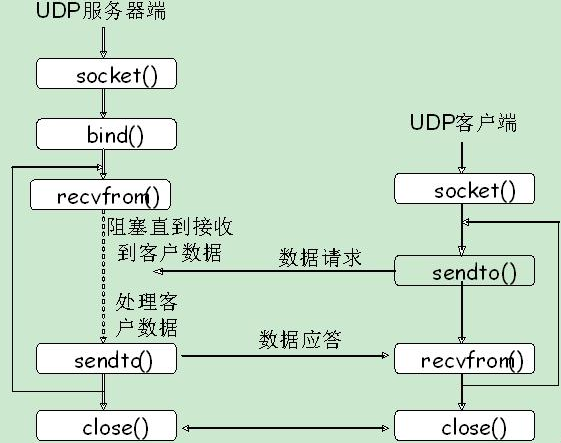 UDP服务器端
socket()
bind()
recvfrom()
阻塞直到接收
到客户数据
处理客
户数据
sendto()
close()
数据请求
数据应答
UDP客户端
socket()
sendto()
recvfrom()
close()